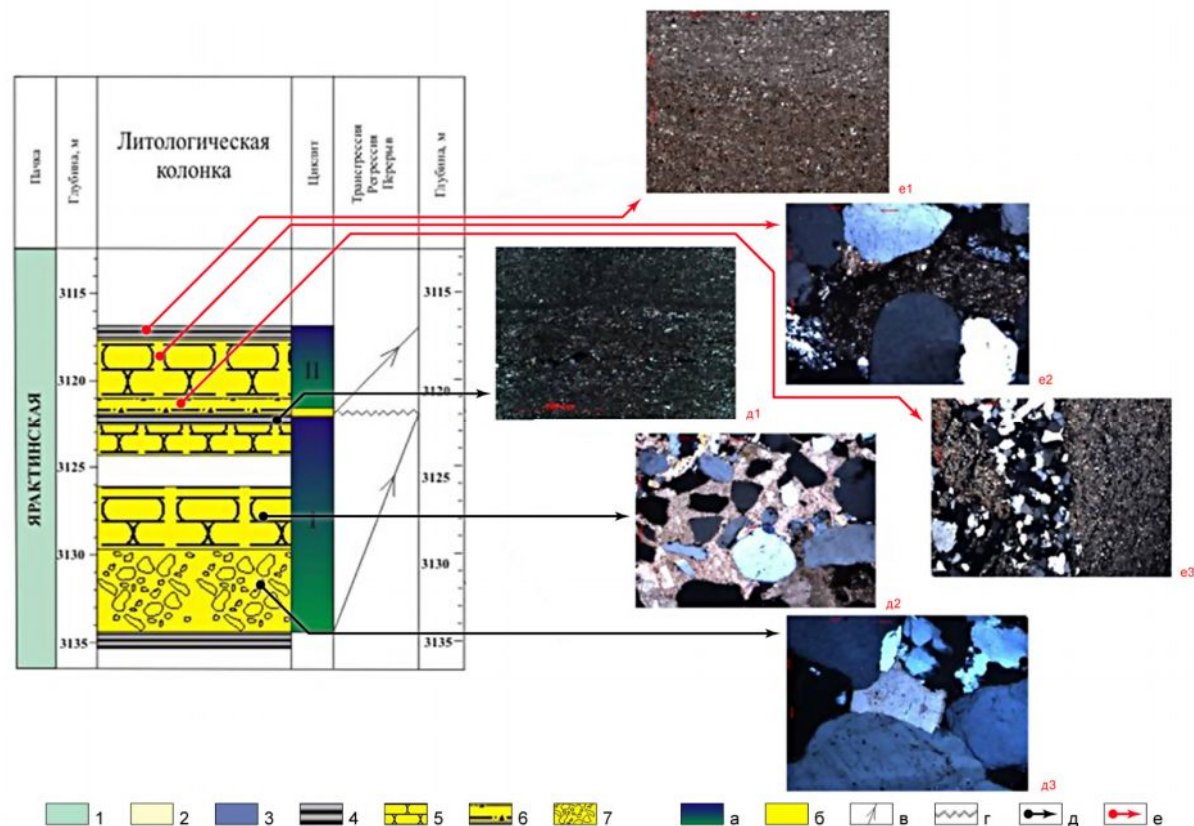 Пачка
Глубина, м
Литологическая
колонка
Циклит
Трансгрессия
Регрессия
Перерыв
Глубина, м
ЯРАКТИНСКАЯ
3115
3120
3125
3130
3135
II
I
3115
3120
3125
3130
3135
е1
е2
е3
д1
д2
д3
1 2 3 4 5 6 7 а б в г д е